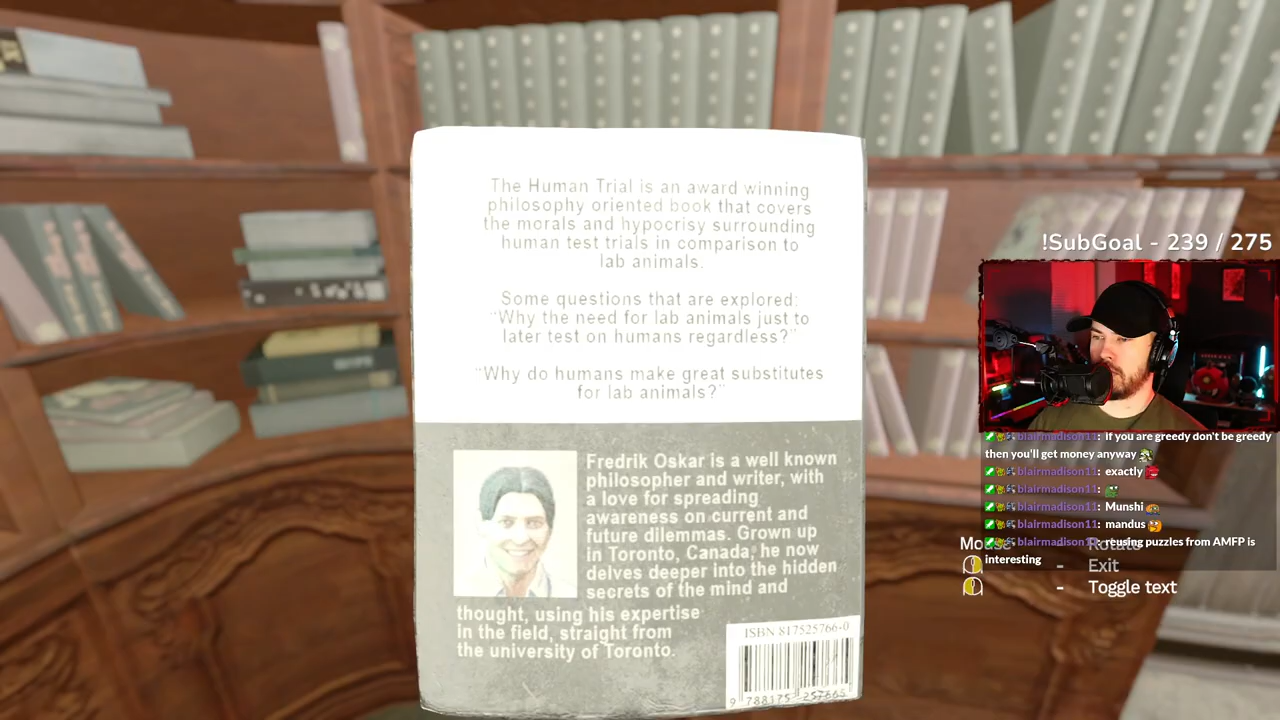 The Human Trial is an award winning
philosophy oriented book that covers
the morals and hypocrisy surrounding
human test trials in comparison to
lab animals.
Some questions that are explored:
"Why the need for lab animals just to
later test on humans regardless?"
"Why do humans make great substitutes
for lab animals?"
Fredrik Oskar is a well known
philosopher and writer, with
a love for spreading
awareness on current and
future dilemmas. Grown up
in Toronto, Canada, he now
delves deeper into the hidden
secrets of the mind and
thought, using his expertise
in the field, straight from
the university of Toronto.
ISBN 817525766-0
9 788175 257665
!SubGoal - 239 / 275
blairmadison11: If you are greedy don't be greedy
then you'll get money anyway
blairmadison11: exactly
blairmadison11:
blairmadison11: Munshi
blairmadison11: mandus
blairmadison11: reusing puzzles from AMFP is
interesting
Mouse - Rotate
- Exit
- Toggle text